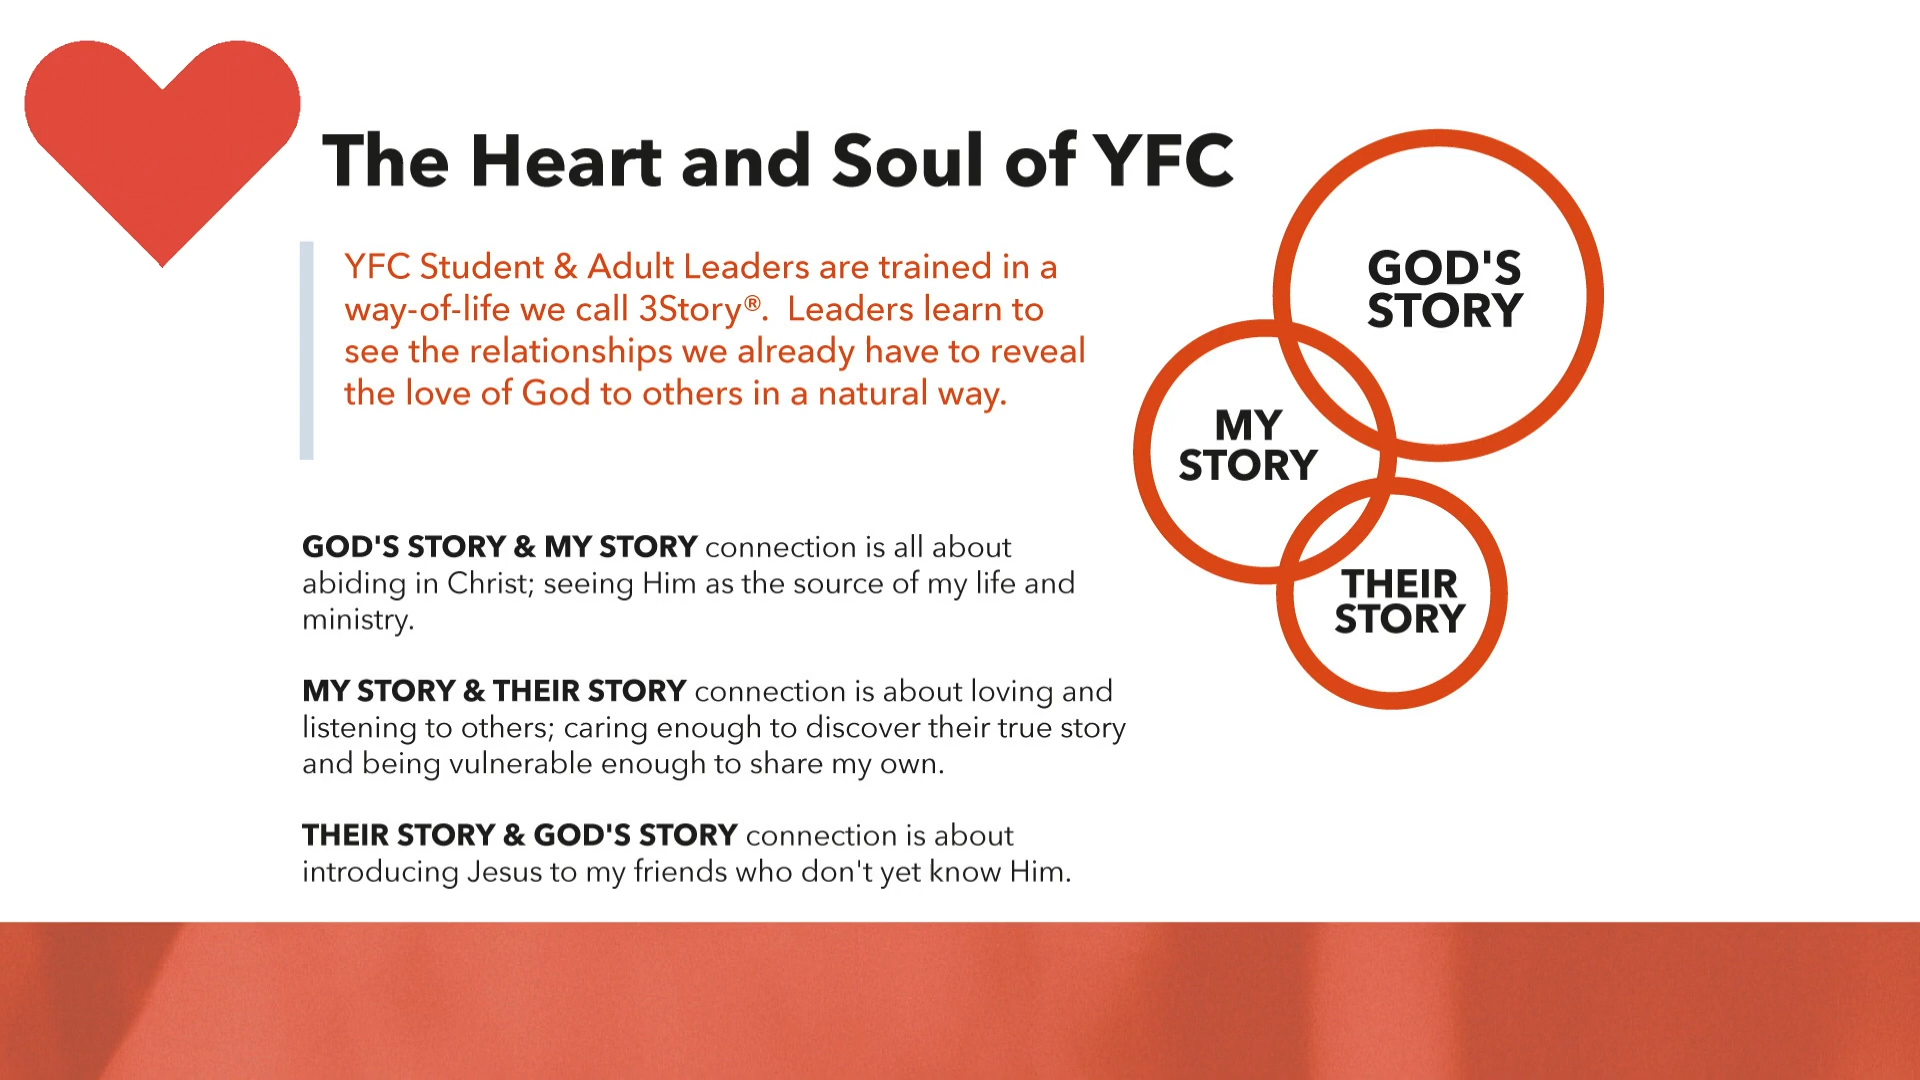 The Heart and Soul of YFC
YFC Student & Adult Leaders are trained in a
way-of-life we call 3Story®.  Leaders learn to
see the relationships we already have to reveal
the love of God to others in a natural way.
GOD'S STORY & MY STORY connection is all about
abiding in Christ; seeing Him as the source of my life and
ministry.
MY STORY & THEIR STORY connection is about loving and
listening to others; caring enough to discover their true story
and being vulnerable enough to share my own.
THEIR STORY & GOD'S STORY connection is about
introducing Jesus to my friends who don't yet know Him.
GOD'S
STORY
MY
STORY
THEIR
STORY